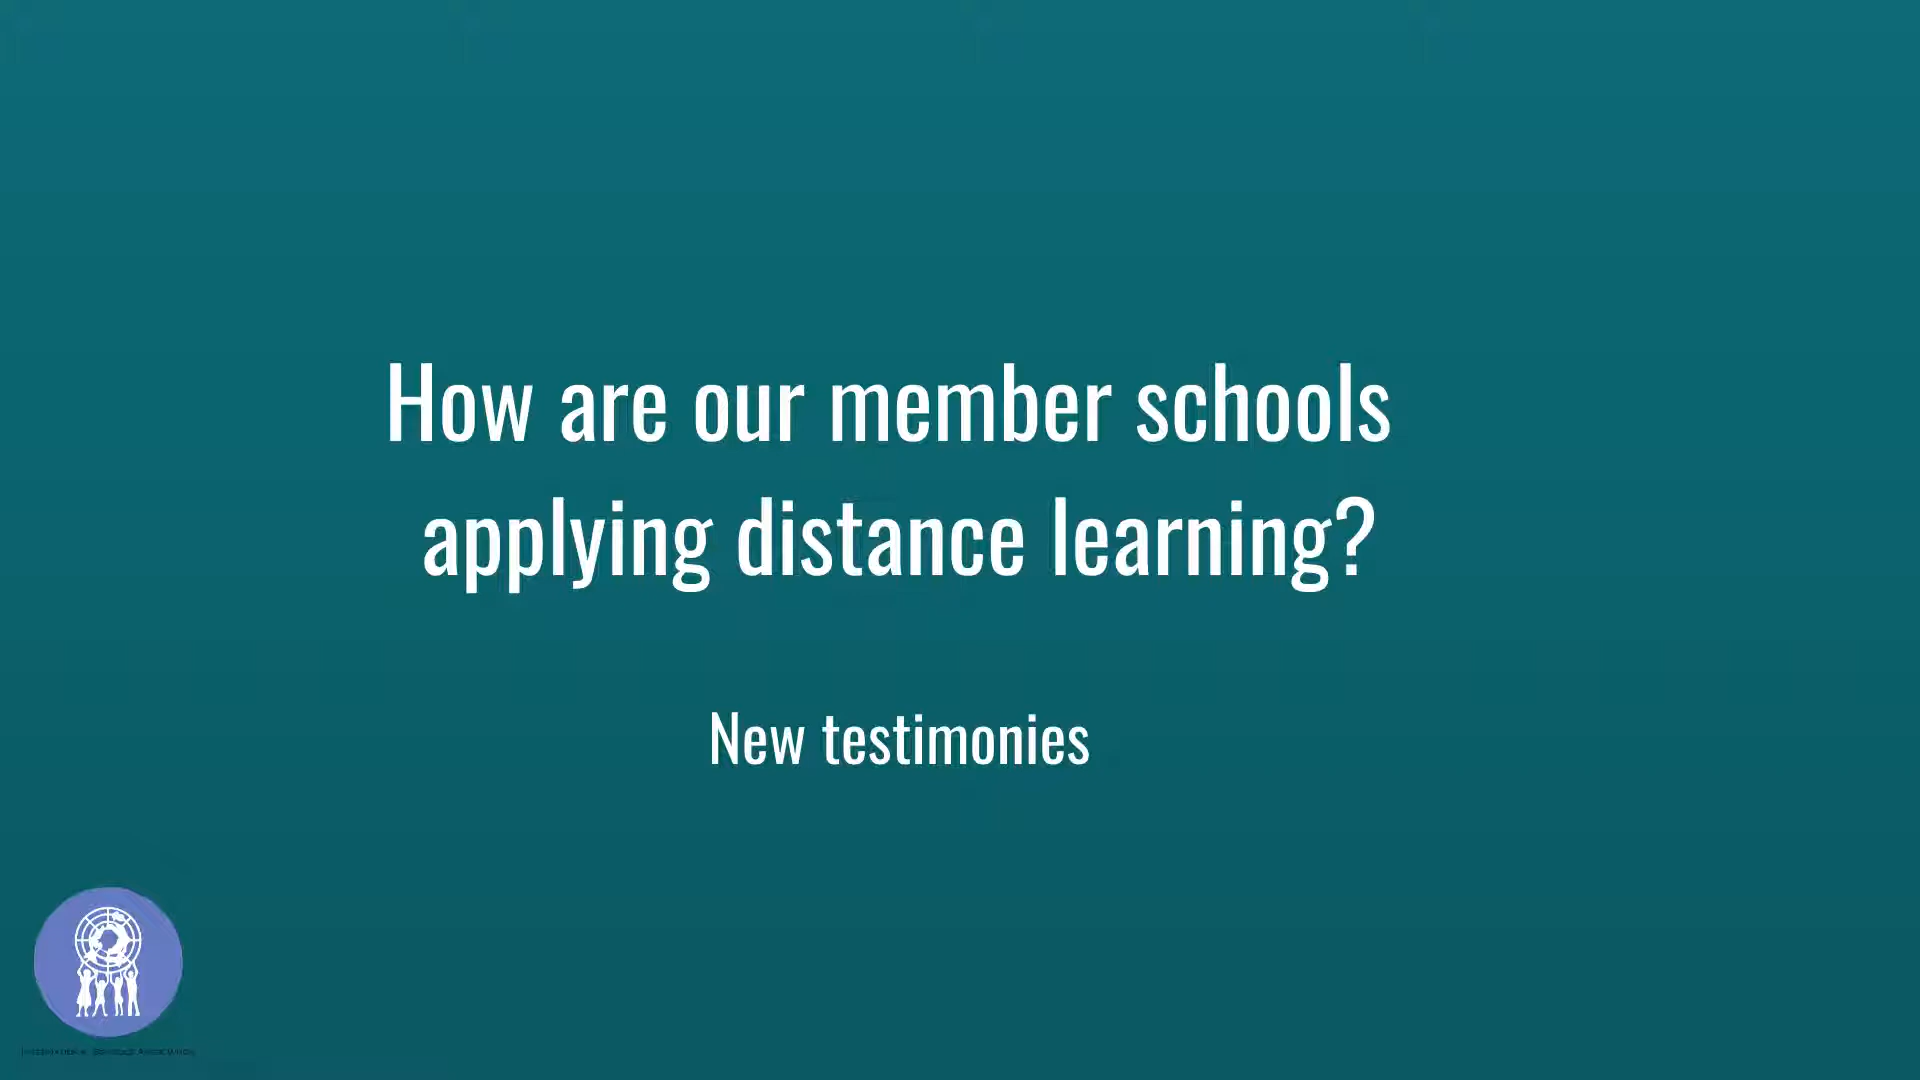 How are our member schools
applying distance learning?
New testimonies